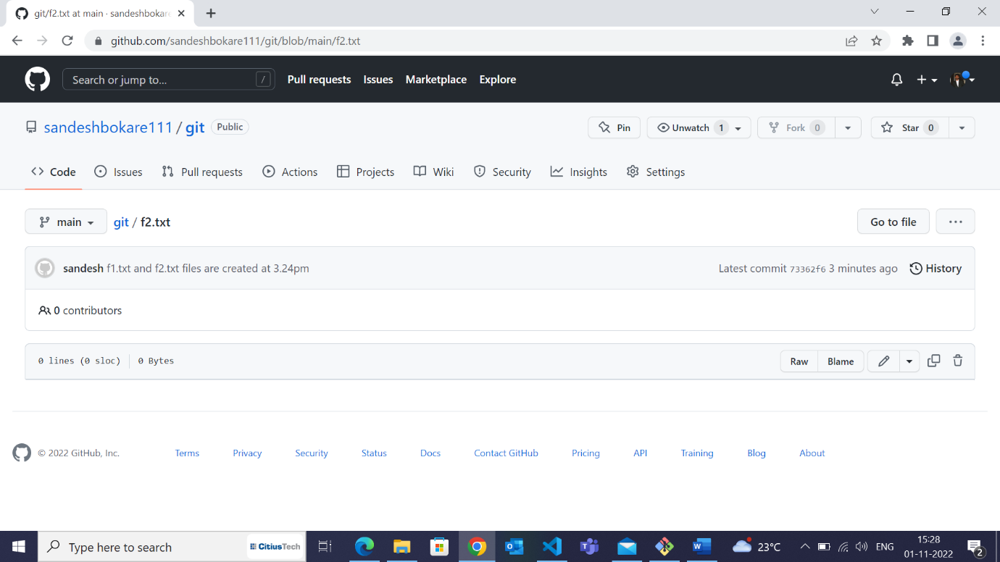 git/f2.txt at main · sandeshbokare
github.com/sandeshbokare111/git/blob/main/f2.txt
Search or jump to... /
Pull requests Issues Marketplace Explore
sandeshbokare111 / git Public
Pin Unwatch 1 Fork 0 Star 0
Code Issues Pull requests Actions Projects Wiki Security Insights Settings
main git / f2.txt Go to file ...
sandesh f1.txt and f2.txt files are created at 3.24pm Latest commit 73362f6 3 minutes ago History
0 contributors
0 lines (0 sloc) 0 Bytes Raw Blame
© 2022 GitHub, Inc. Terms Privacy Security Status Docs Contact GitHub Pricing API Training Blog About
Type here to search CitiusTech 23°C ENG 15:28
01-11-2022 2